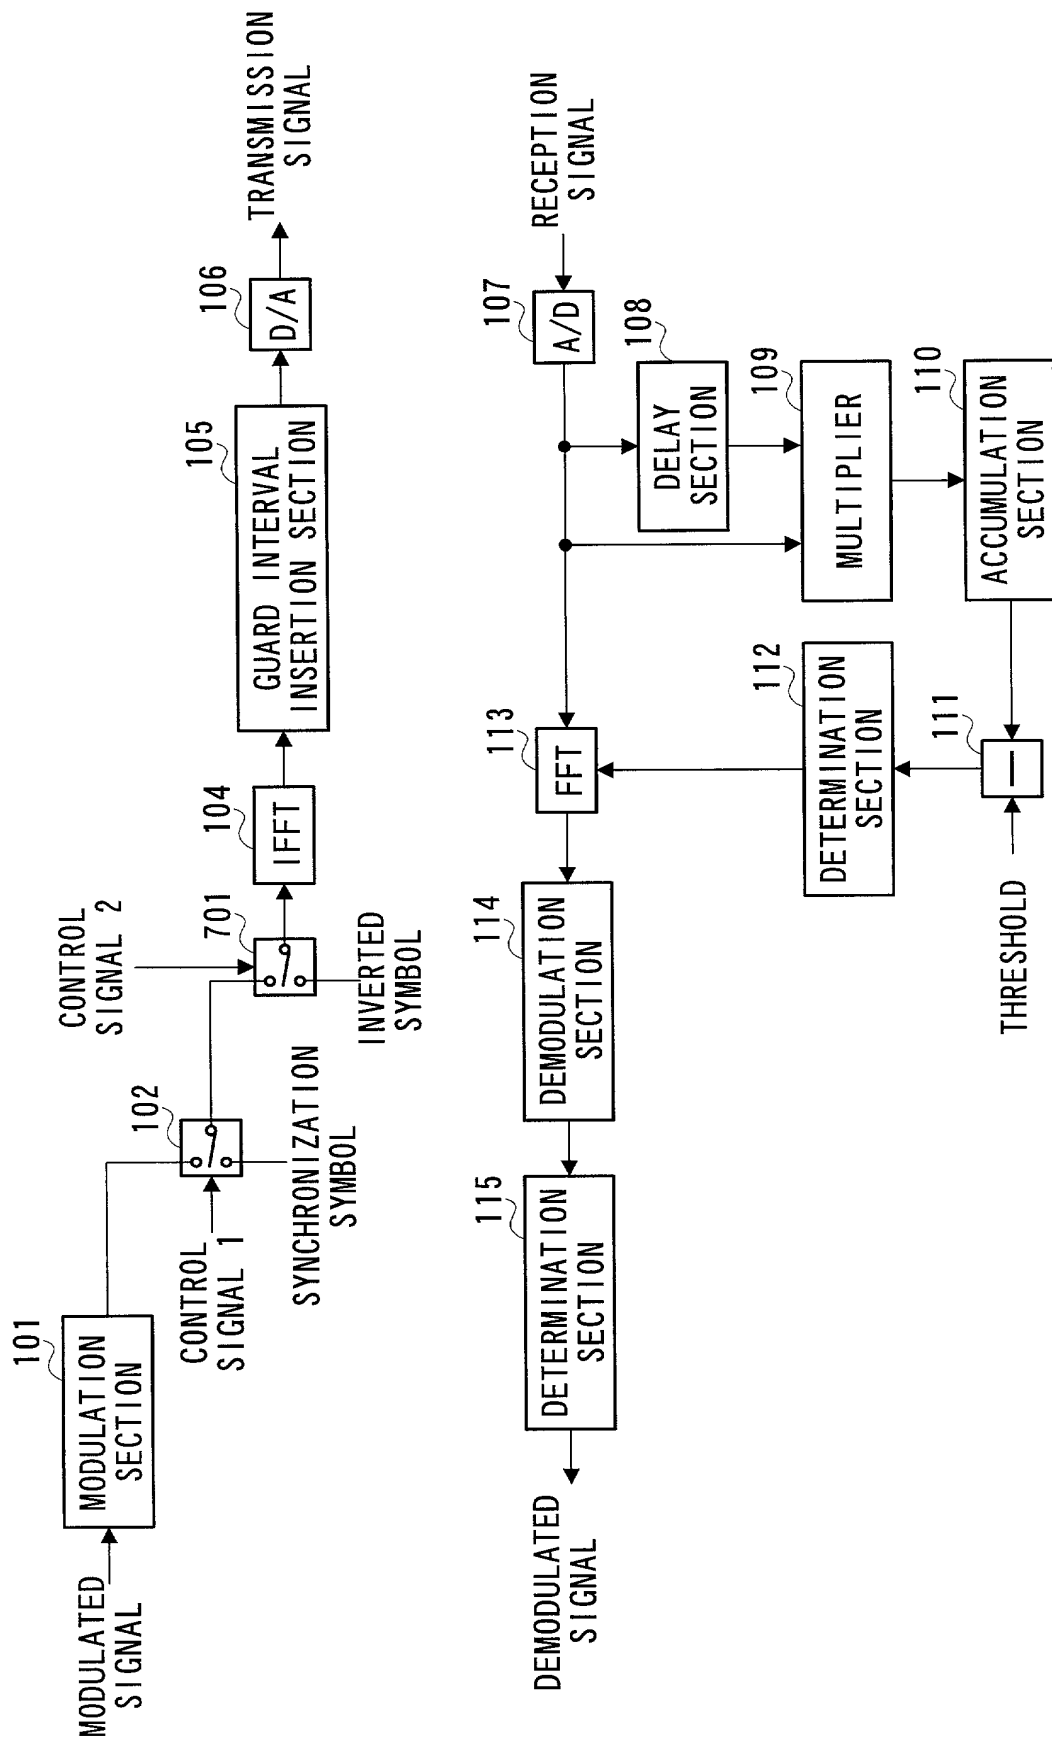 MODULATED
SIGNAL
101
MODULATION
SECTION
CONTROL
SIGNAL 1
102
SYNCHRONIZATION
SYMBOL
CONTROL
SIGNAL 2
701
INVERTED
SYMBOL
104
IFFT
105
GUARD INTERVAL
INSERTION SECTION
106
D/A
TRANSMISSION
SIGNAL
RECEPTION
SIGNAL
107
A/D
108
DELAY
SECTION
109
MULTIPLIER
110
ACCUMULATION
SECTION
111
THRESHOLD
112
DETERMINATION
SECTION
113
FFT
114
DEMODULATION
SECTION
115
DETERMINATION
SECTION
DEMODULATED
SIGNAL